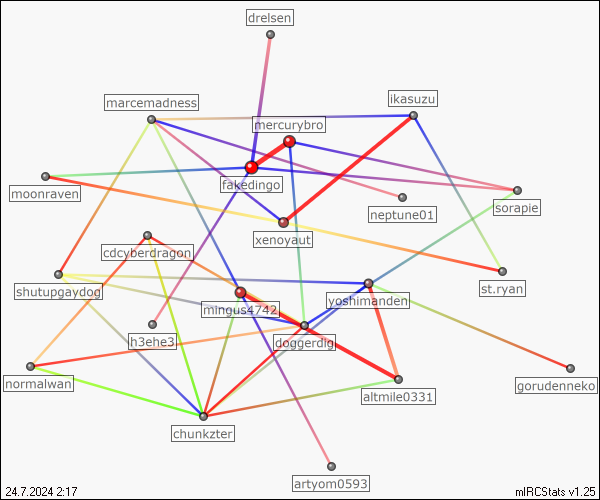 drelsen
marcemadness
ikasuzu
mercurybro
fakedingo
moonraven
sorapie
neptune01
xenoyaut
cdcyberdragon
st.ryan
shutupgaydog
yoshimanden
mingus4742
h3ehe3
doggerdig
normalwan
gorudenneko
altmile0331
chunkzter
artyom0593
24.7.2024 2:17
mIRCStats v1.25